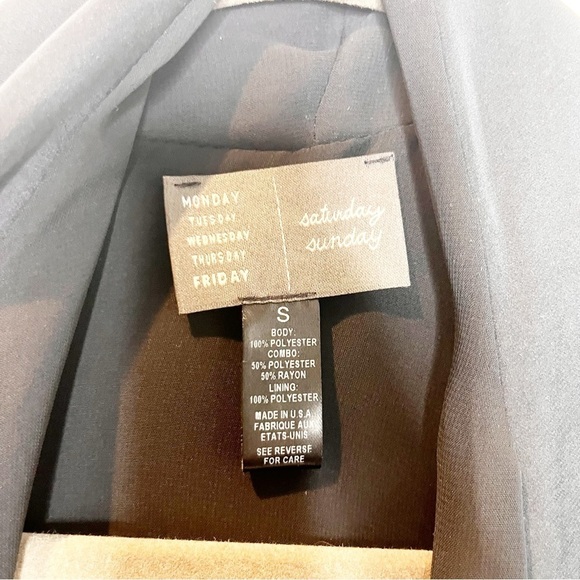 MONDAY
TUESDAY
WEDNESDAY
THURSDAY
FRIDAY
saturday
sunday
S
BODY:
100% POLYESTER
COMBO:
50% POLYESTER
50% RAYON
LINING:
100% POLYESTER
MADE IN U.S.A.
FABRIQUE AUX
ETATS-UNIS
SEE REVERSE
FOR CARE